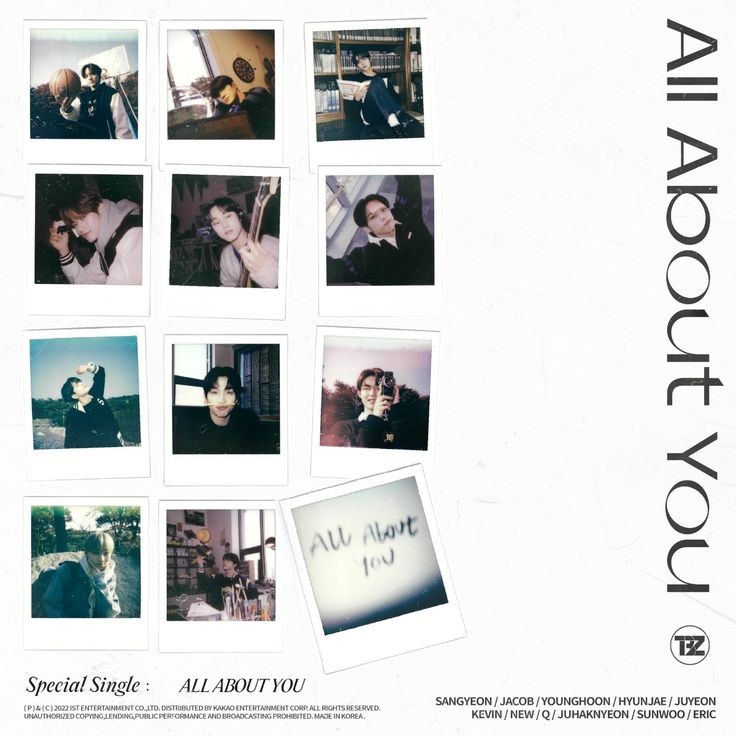 All About You
ALL About
YOU
TBZ
Special Single : ALL ABOUT YOU
( P ) & ( C ) 2022 IST ENTERTAINMENT CO.,LTD. DISTRIBUTED BY KAKAO ENTERTAINMENT CORP. ALL RIGHTS RESERVED.
UNAUTHORIZED COPYING,LENDING,PUBLIC PERFORMANCE AND BROADCASTING PROHIBITED. MADE IN KOREA .
SANGYEON / JACOB / YOUNGHOON / HYUNJAE / JUYEON
KEVIN / NEW / Q / JUHAKNYEON / SUNWOO / ERIC